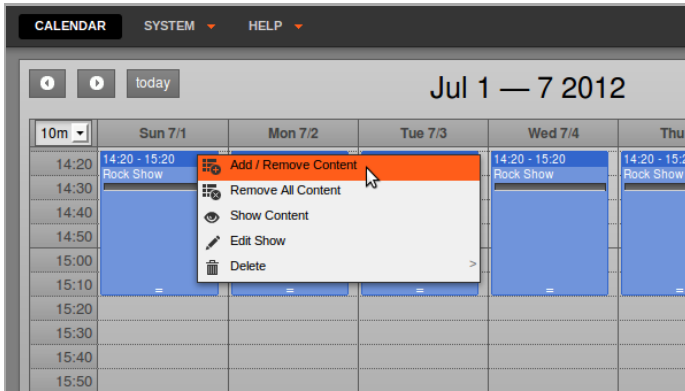 CALENDAR SYSTEM HELP
today Jul 1 — 7 2012
10m Sun 7/1 Mon 7/2 Tue 7/3 Wed 7/4 Thu
14:20 14:20 - 15:20 Add / Remove Content 14:20 - 15:20 14:20 - 15:2
Rock Show Rock Show Rock Show
14:30 Remove All Content
14:40 Show Content
14:50 Edit Show
15:00 Delete >
15:10
15:20
15:30
15:40
15:50